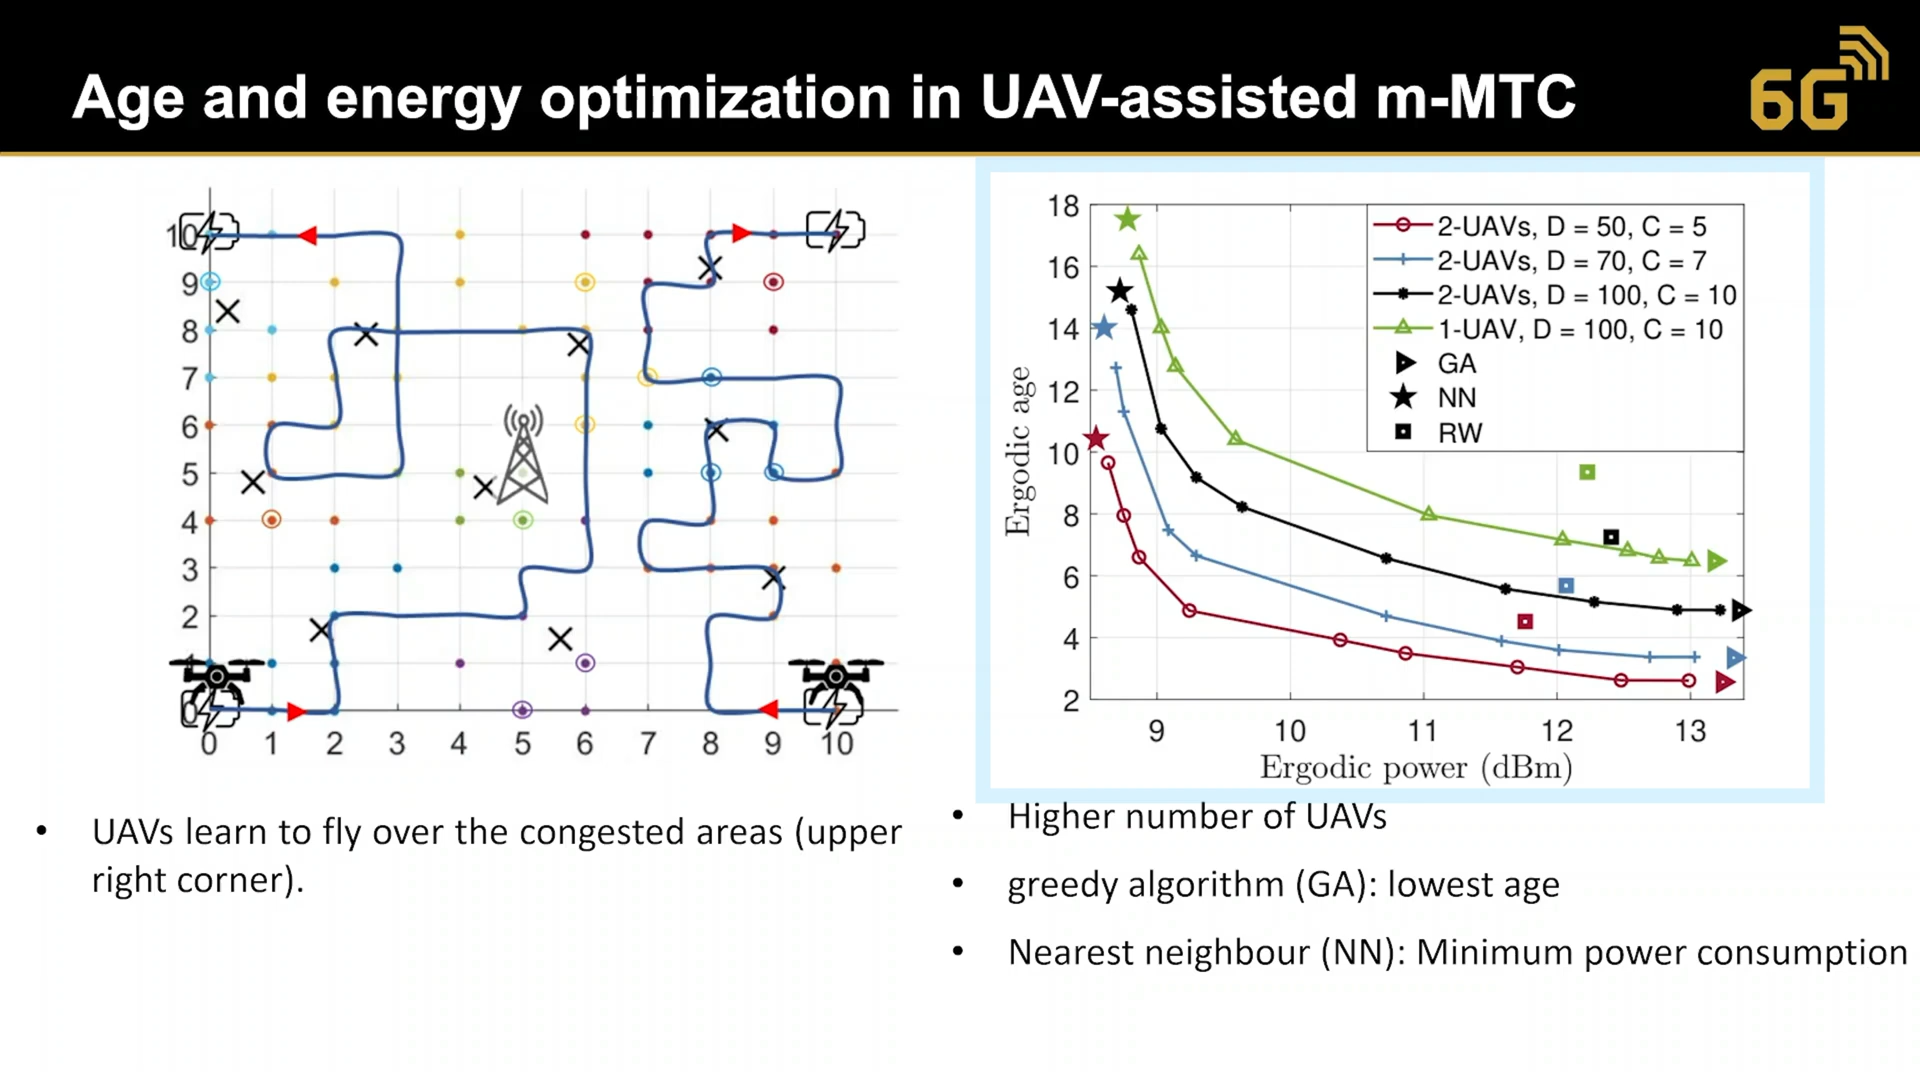 Age and energy optimization in UAV-assisted m-MTC
6G
10
9
8
7
6
5
4
3
2
1
0
0 1 2 3 4 5 6 7 8 9 10
UAVs learn to fly over the congested areas (upper
right corner).
18
16
14
12
10
8
6
4
2
Ergodic age
2-UAVs, D = 50, C = 5
2-UAVs, D = 70, C = 7
2-UAVs, D = 100, C = 10
1-UAV, D = 100, C = 10
GA
NN
RW
9 10 11 12 13
Ergodic power (dBm)
• Higher number of UAVs
• greedy algorithm (GA): lowest age
• Nearest neighbour (NN): Minimum power consumption